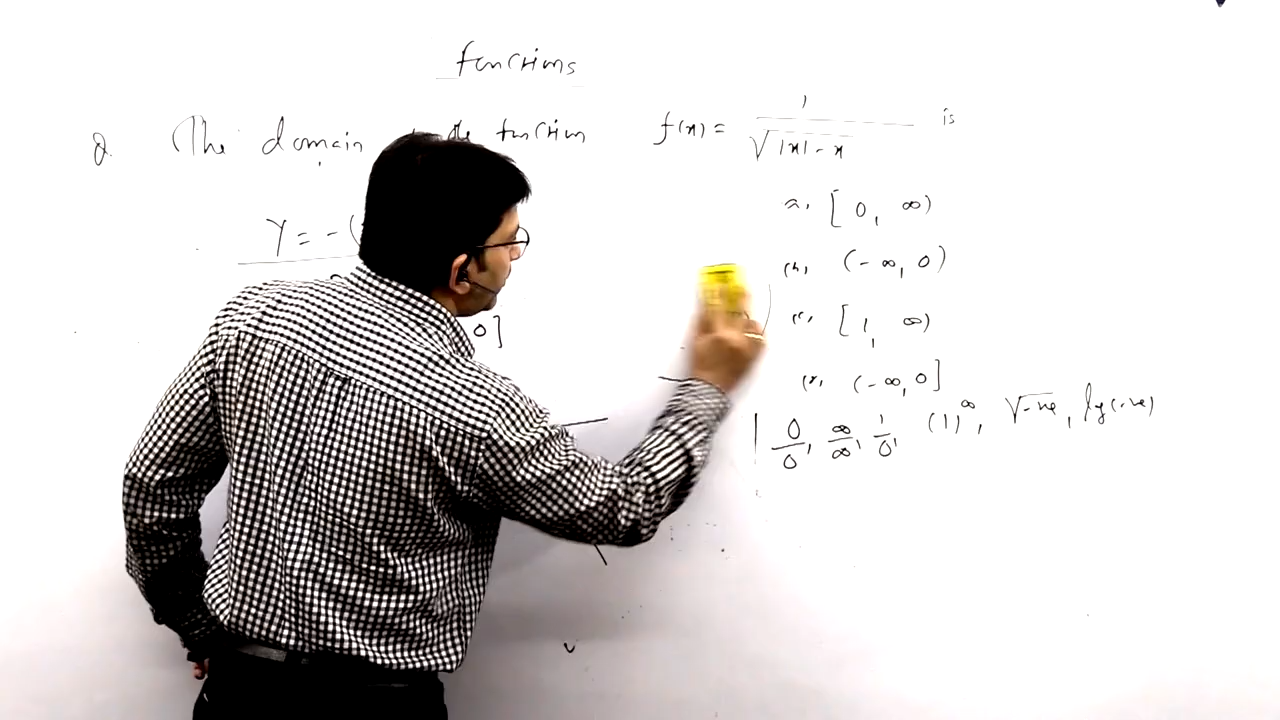 functions
Q. The domain the function f(x) = 1 / √|x| - x is
a, [0, ∞)
Y = - (
(b, (-∞, 0)
0]
(c, [1, ∞)
(-∞, 0]
0/0, ∞/∞, 1/0, (1)^∞, √-ve, log(-ve)